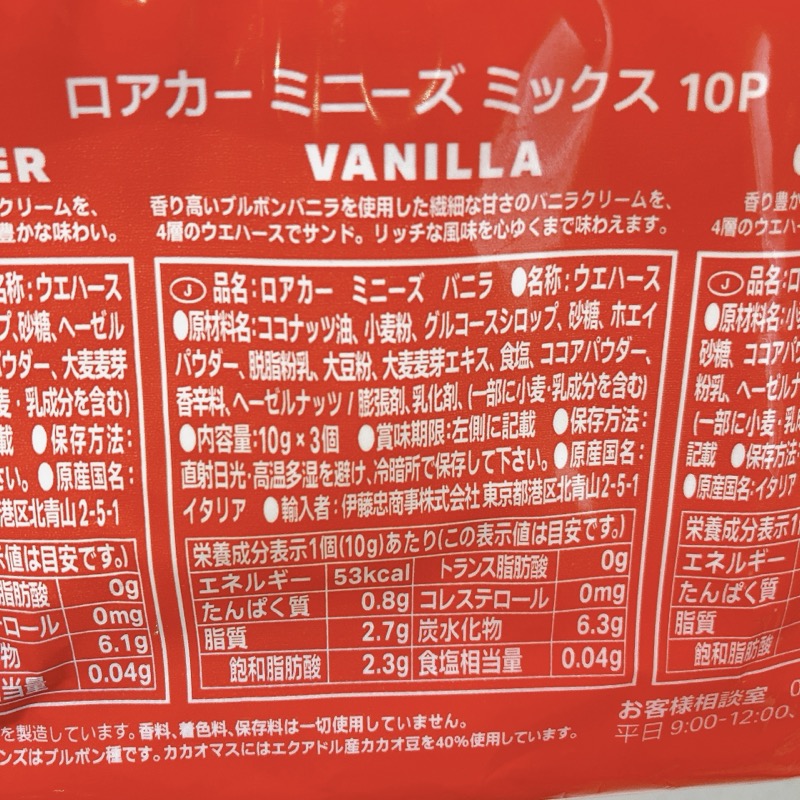 ロアカー ミニーズ ミックス 10P
ER
クリームを、
豊かな味わい。
名称:ウエハース
プ、砂糖、ヘーゼル
パウダー、大麦麦芽
麦・乳成分を含む)
載 ●保存方法:
さい。●原産国名:
港区北青山2-5-1
示値は目安です。)
脂肪酸 0g
テロール 0mg
物 6.1g
当量 0.04g
VANILLA
香り高いブルボンバニラを使用した繊細な甘さのバニラクリームを、
4層のウエハースでサンド。リッチな風味を心ゆくまで味わえます。
J 品名:ロアカー ミニーズ バニラ ●名称:ウエハース
●原材料名:ココナッツ油、小麦粉、グルコースシロップ、砂糖、ホエイ
パウダー、脱脂粉乳、大豆粉、大麦麦芽エキス、食塩、ココアパウダー、
香辛料、ヘーゼルナッツ/膨張剤、乳化剤、(一部に小麦・乳成分を含む)
●内容量:10g×3個 ●賞味期限:左側に記載 ●保存方法:
直射日光・高温多湿を避け、冷暗所で保存して下さい。●原産国名:
イタリア ●輸入者:伊藤忠商事株式会社 東京都港区北青山2-5-1
栄養成分表示1個(10g)あたり(この表示値は目安です。)
エネルギー 53kcal トランス脂肪酸 0g
たんぱく質 0.8g コレステロール 0mg
脂質 2.7g 炭水化物 6.3g
飽和脂肪酸 2.3g 食塩相当量 0.04g
香り豊か
4層のウエハー
J 品名:ロ
●原材料名:小
砂糖、ココアパ
粉乳、ヘーゼルナ
(一部に小麦・乳
記載 ●保存方法:
●原産国名:イタリア
栄養成分表示1
エネルギー
たんぱく質
脂質
飽和脂肪酸
を製造しています。香料、着色料、保存料は一切使用していません。
ーンズはブルボン種です。カカオマスにはエクアドル産カカオ豆を40%使用しています。
お客様相談室
平日 9:00-12:00、